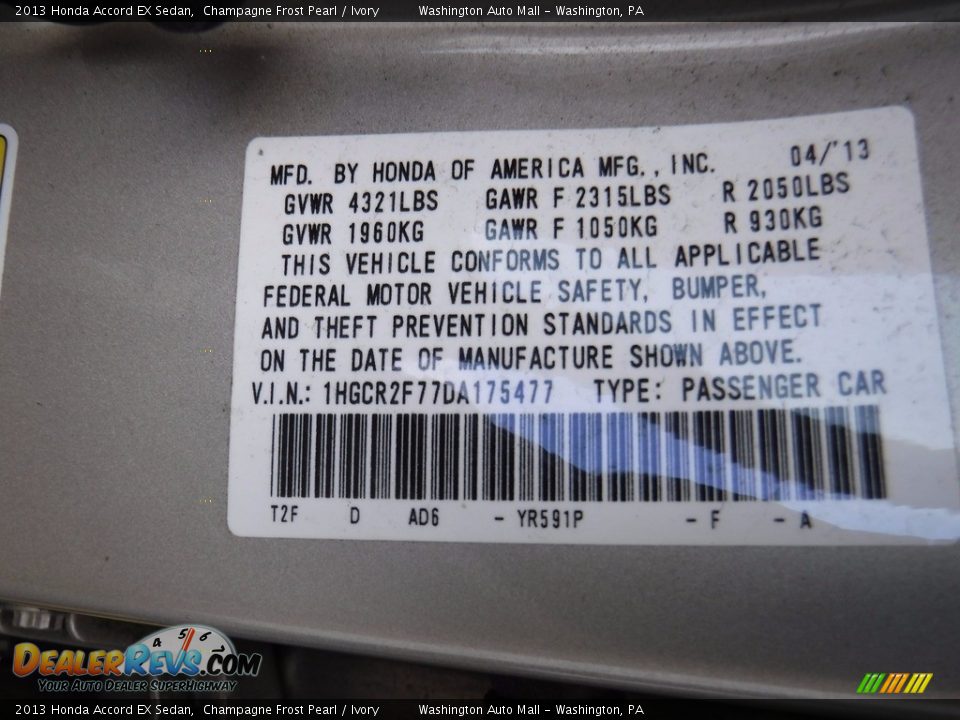 2013 Honda Accord EX Sedan, Champagne Frost Pearl / Ivory Washington Auto Mall - Washington, PA
MFD. BY HONDA OF AMERICA MFG., INC. 04/'13
GVWR 4321LBS GAWR F 2315LBS R 2050LBS
GVWR 1960KG GAWR F 1050KG R 930KG
THIS VEHICLE CONFORMS TO ALL APPLICABLE
FEDERAL MOTOR VEHICLE SAFETY, BUMPER,
AND THEFT PREVENTION STANDARDS IN EFFECT
ON THE DATE OF MANUFACTURE SHOWN ABOVE.
V.I.N.: 1HGCR2F77DA175477 TYPE: PASSENGER CAR
T2F D AD6 - YR591P - F - A
4 5 6
DealerRevs.com
Your Auto Dealer SuperHighway
2013 Honda Accord EX Sedan, Champagne Frost Pearl / Ivory Washington Auto Mall - Washington, PA